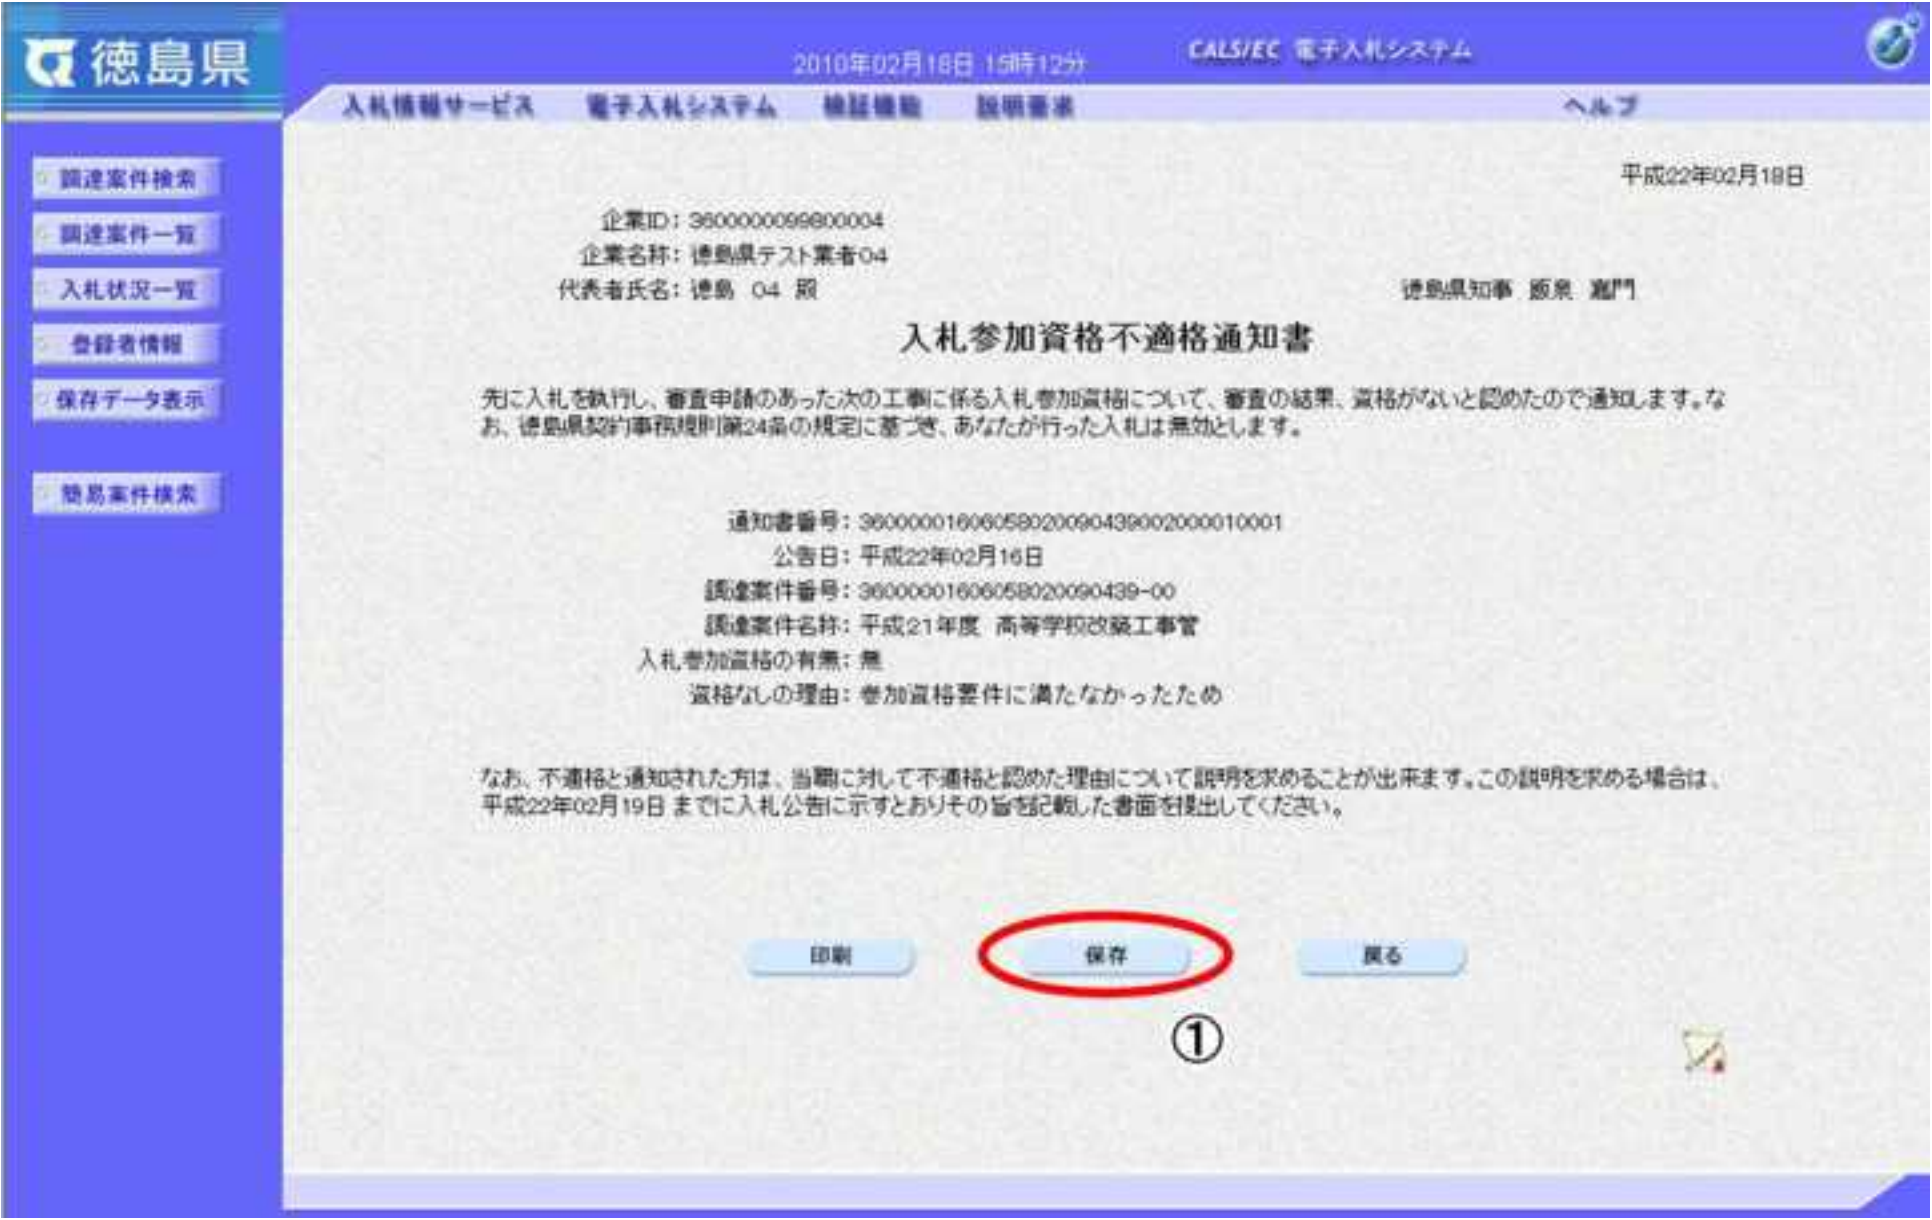 徳島県
2010年02月18日 15時12分
CALS/EC 電子入札システム
入札情報サービス 電子入札システム 検証機能 説明要求 ヘルプ
調達案件検索
調達案件一覧
入札状況一覧
登録者情報
保存データ表示
簡易案件検索
平成22年02月18日
企業ID: 3600000099800004
企業名称: 徳島県テスト業者04
代表者氏名: 徳島 04 殿
徳島県知事 飯泉 嘉門
入札参加資格不適格通知書
先に入札を執行し、審査申請のあった次の工事に係る入札参加資格について、審査の結果、資格がないと認めたので通知します。な
お、徳島県契約事務規則第24条の規定に基づき、あなたが行った入札は無効とします。
通知書番号: 36000001606058020090439002000010001
公告日: 平成22年02月16日
調達案件番号: 36000001606058020090439-00
調達案件名称: 平成21年度 高等学校改築工事管
入札参加資格の有無: 無
資格なしの理由: 参加資格要件に満たなかったため
なお、不適格と通知された方は、当職に対して不適格と認めた理由について説明を求めることが出来ます。この説明を求める場合は、
平成22年02月19日 までに入札公告に示すとおりその旨を記載した書面を提出してください。
印刷 保存 戻る
①